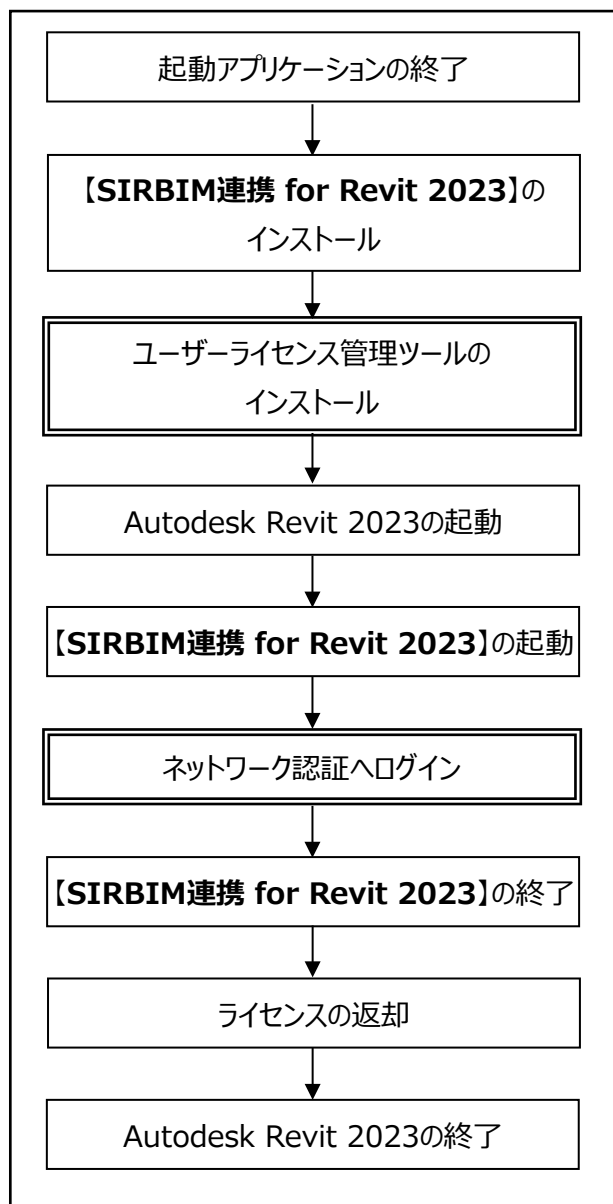 起動アプリケーションの終了
【SIRBIM連携 for Revit 2023】の
インストール
ユーザーライセンス管理ツールの
インストール
Autodesk Revit 2023の起動
【SIRBIM連携 for Revit 2023】の起動
ネットワーク認証へログイン
【SIRBIM連携 for Revit 2023】の終了
ライセンスの返却
Autodesk Revit 2023の終了